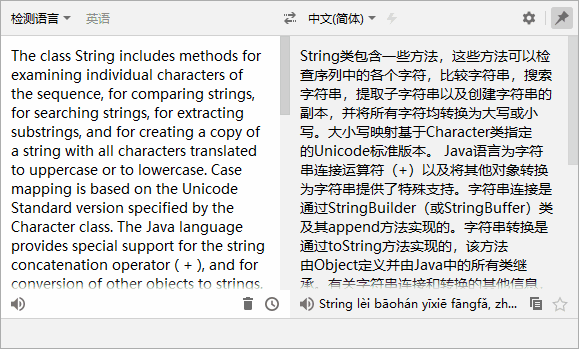 检测语言 英语 中文(简体)
The class String includes methods for
examining individual characters of
the sequence, for comparing strings,
for searching strings, for extracting
substrings, and for creating a copy of
a string with all characters translated
to uppercase or to lowercase. Case
mapping is based on the Unicode
Standard version specified by the
Character class. The Java language
provides special support for the string
concatenation operator ( + ), and for
conversion of other objects to strings.
String类包含一些方法，这些方法可以检
查序列中的各个字符，比较字符串，搜索
字符串，提取子字符串以及创建字符串的
副本，并将所有字符均转换为大写或小
写。大小写映射基于Character类指定
的Unicode标准版本。 Java语言为字符
串连接运算符（+）以及将其他对象转换
为字符串提供了特殊支持。字符串连接是
通过StringBuilder（或StringBuffer）类
及其append方法实现的。字符串转换是
通过toString方法实现的，该方法
由Object定义并由Java中的所有类继
承。有关字符串连接和转换的其他信息，
String lèi bāohán yīxiē fāngfǎ, zh...